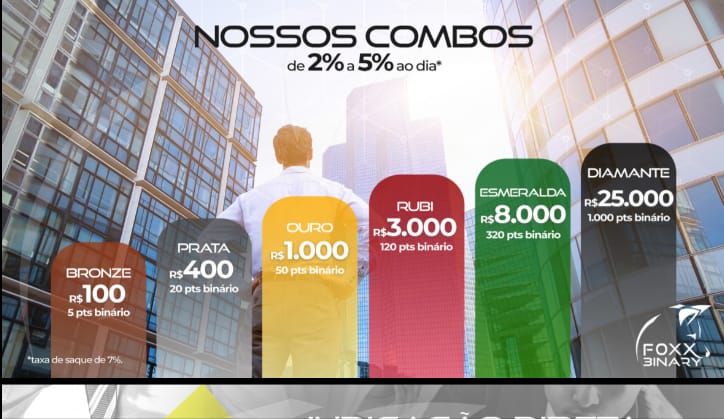 NOSSOS COMBOS
de 2% a 5% ao dia*
BRONZE
R$100
5 pts binário
PRATA
R$400
20 pts binário
OURO
R$1.000
50 pts binário
RUBI
R$3.000
120 pts binário
ESMERALDA
R$8.000
320 pts binário
DIAMANTE
R$25.000
1.000 pts binário
*taxa de saque de 7%.
FOXX
BINARY